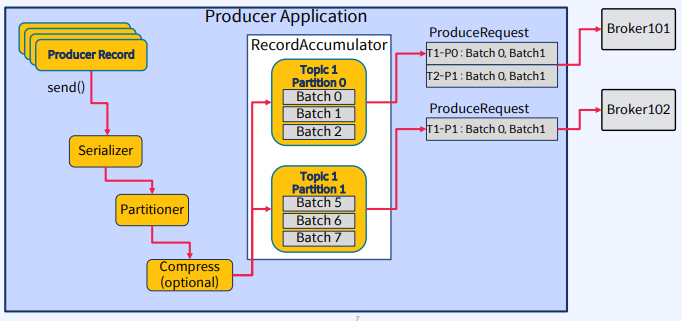 Producer Application
Producer Record
send()
Serializer
Partitioner
Compress
(optional)
RecordAccumulator
Topic 1
Partition 0
Batch 0
Batch 1
Batch 2
Topic 1
Partition 1
Batch 5
Batch 6
Batch 7
ProduceRequest
T1-P0 : Batch 0, Batch1
T2-P1 : Batch 0, Batch1
ProduceRequest
T1-P1 : Batch 0, Batch1
Broker101
Broker102